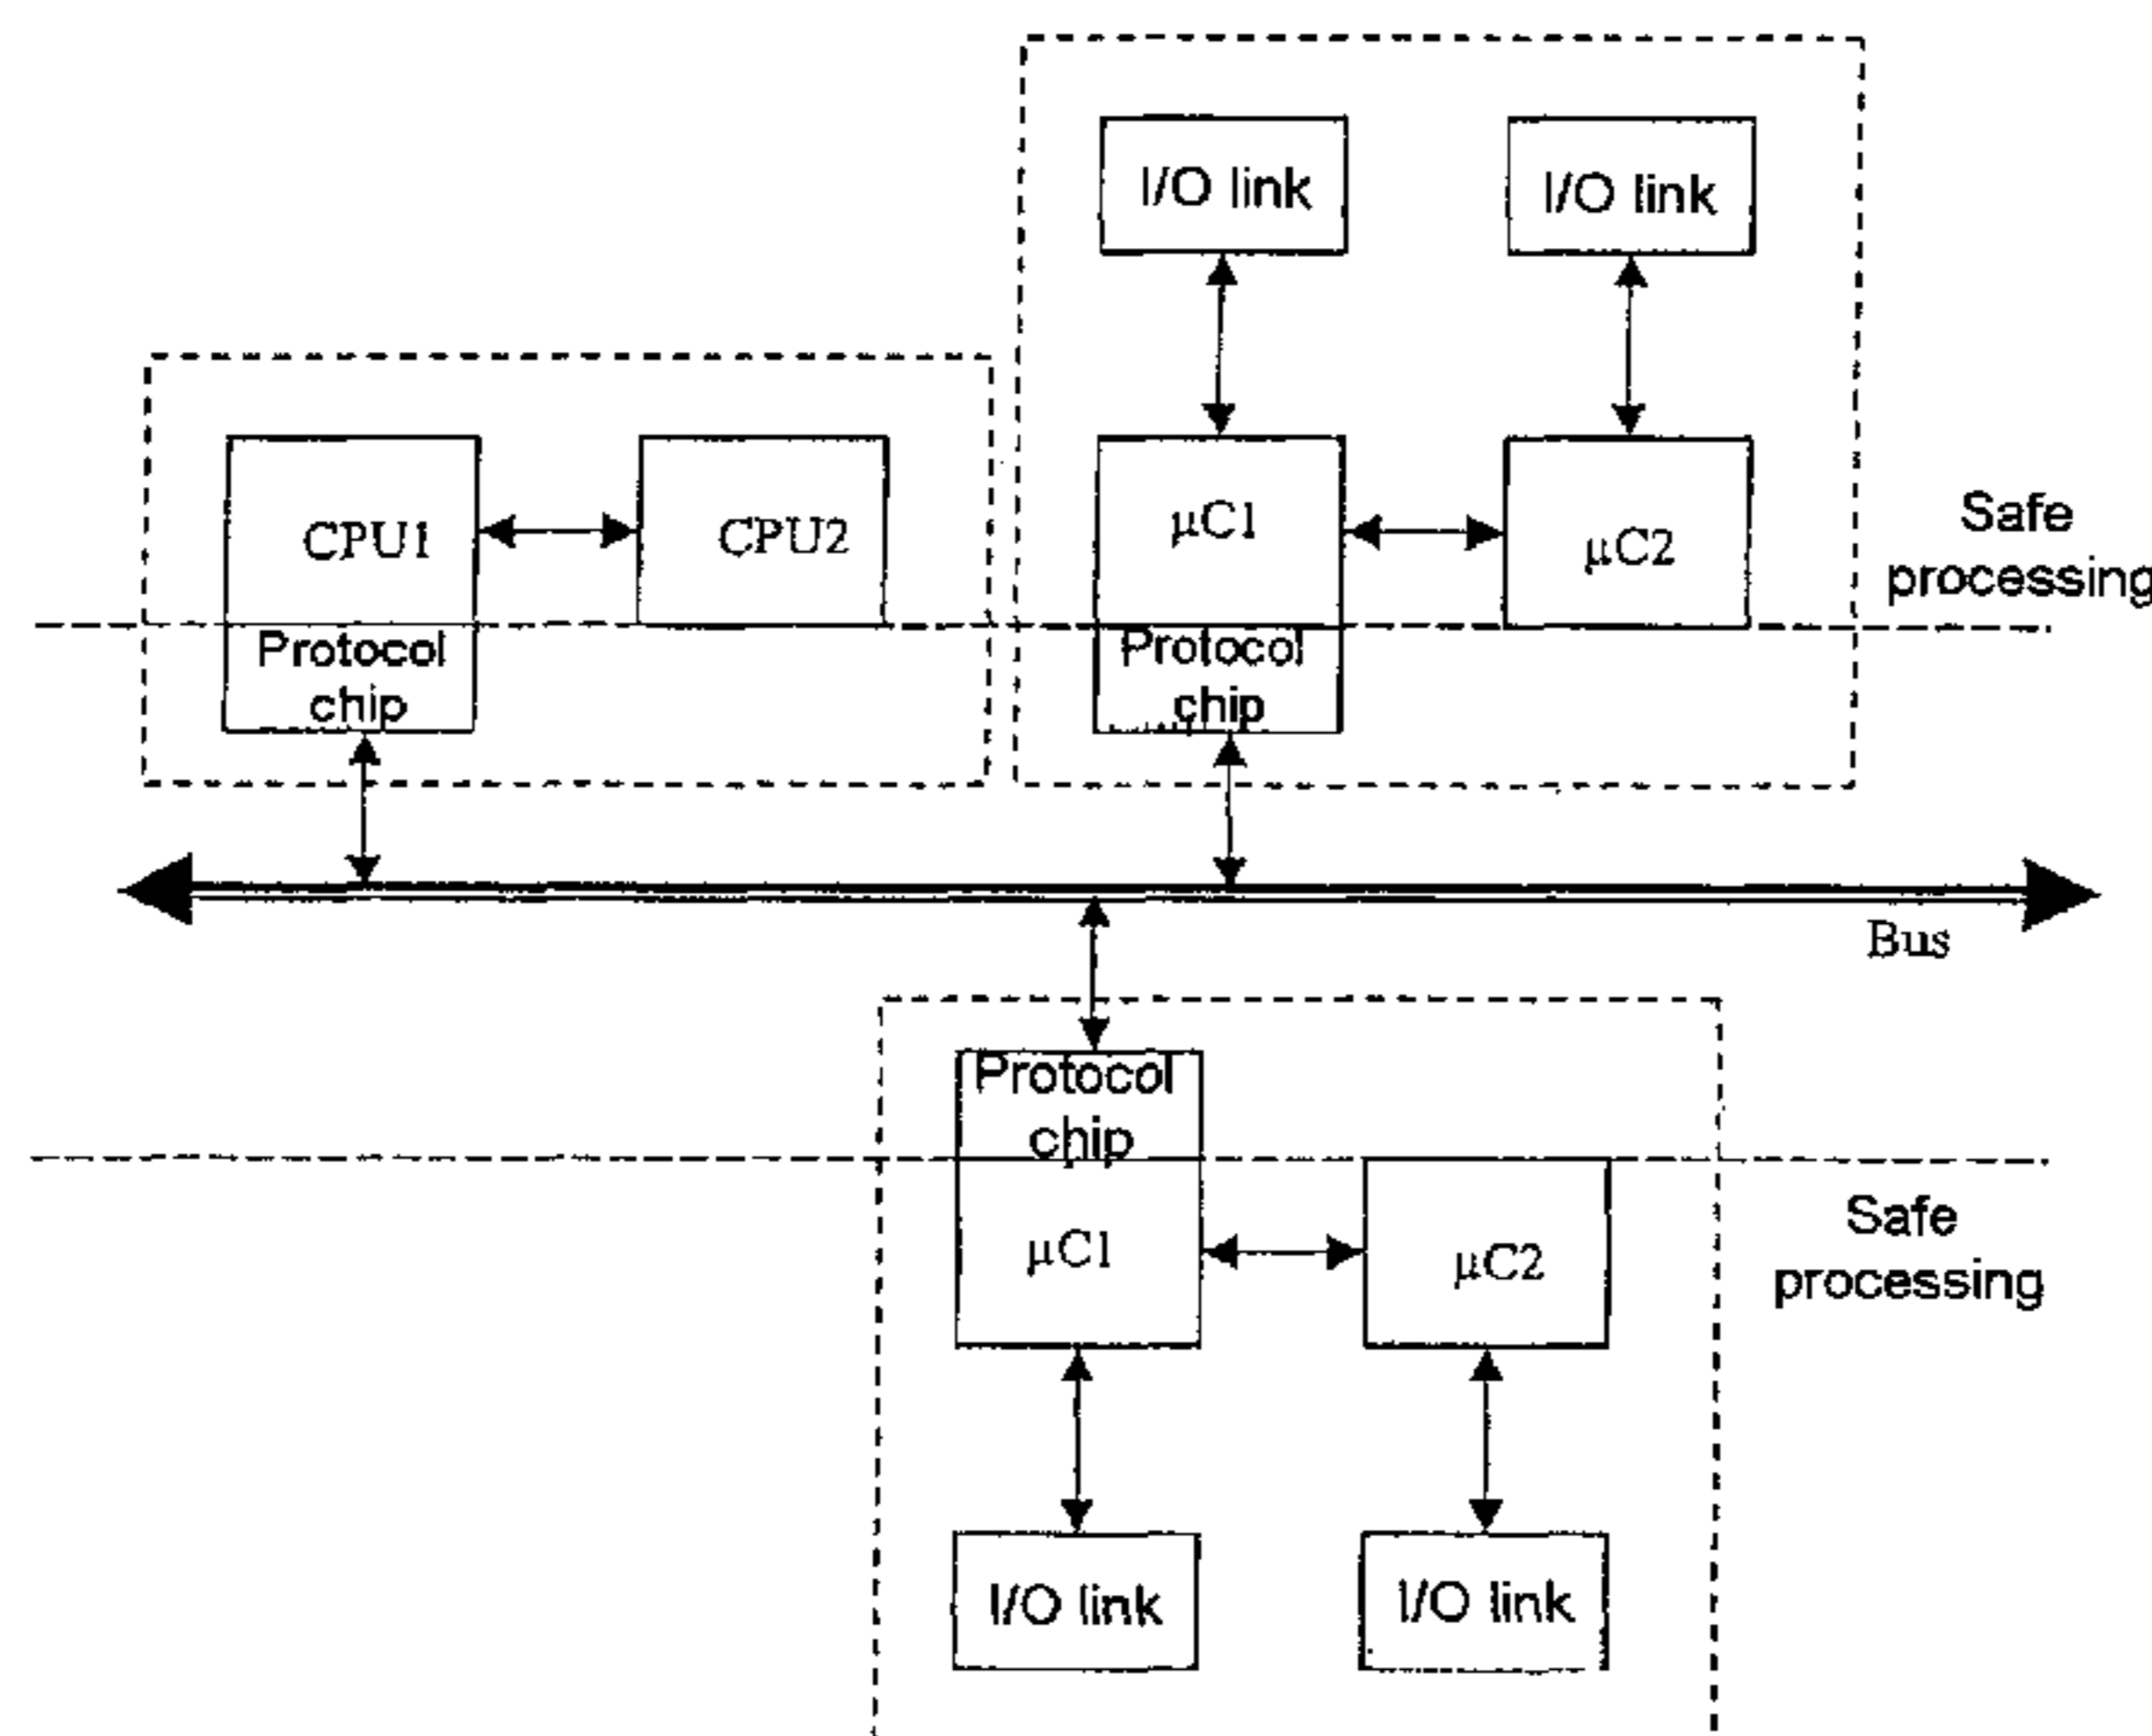 I/O link
I/O link
CPU1
CPU2
µC1
µC2
Safe
processing
Protocol
chip
Protocol
chip
Bus
Protocol
chip
µC1
µC2
Safe
processing
I/O link
I/O link